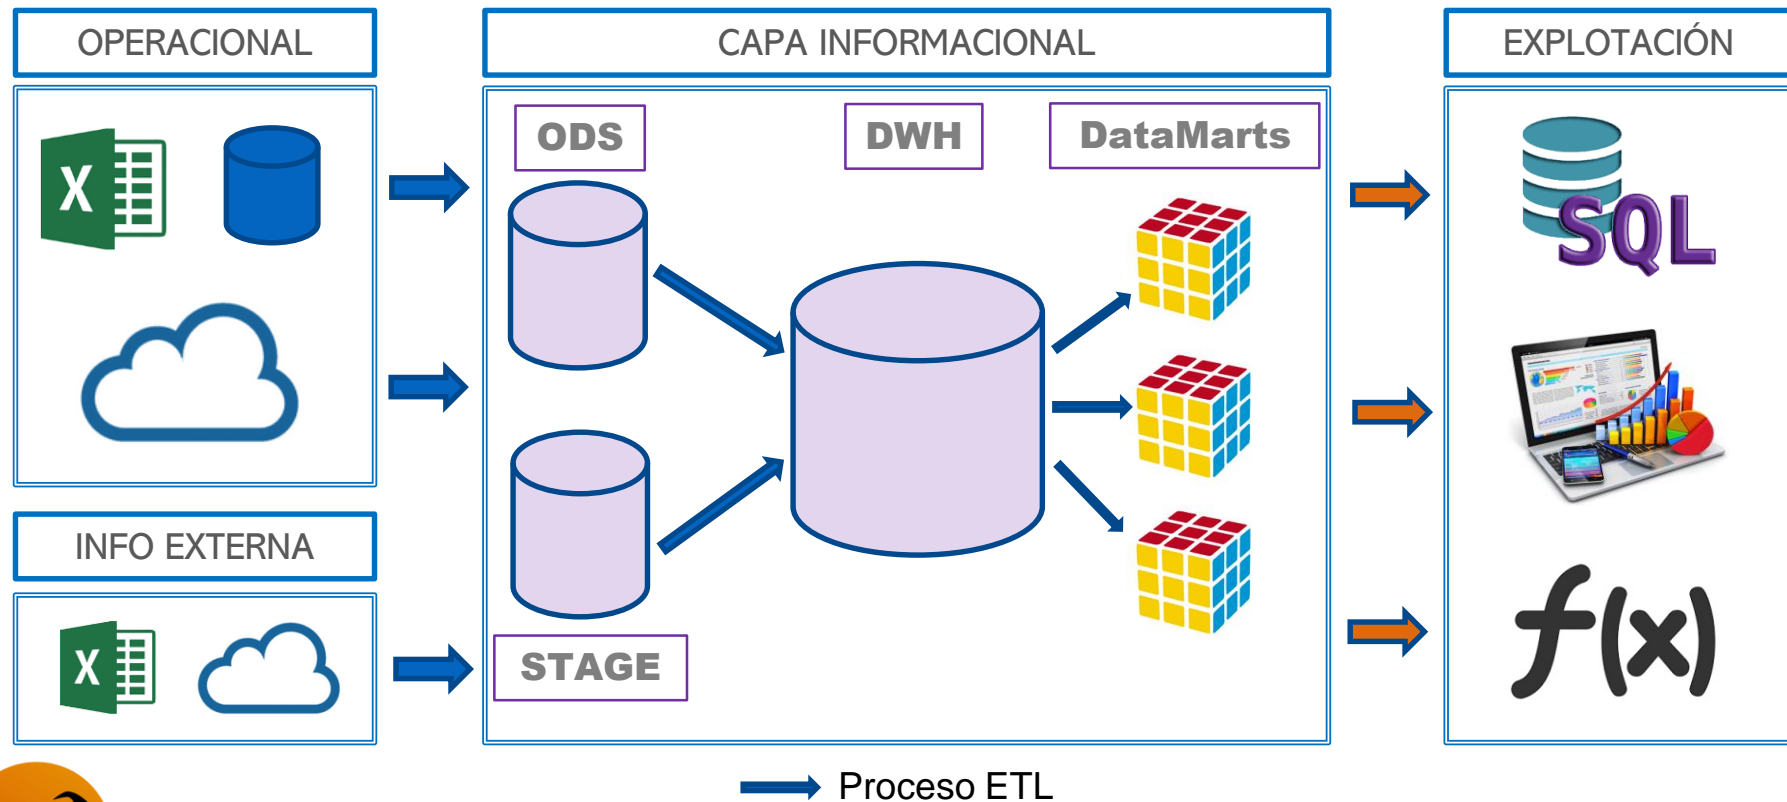 OPERACIONAL
CAPA INFORMACIONAL
EXPLOTACIÓN
ODS
DWH
DataMarts
X
SQL
INFO EXTERNA
X
STAGE
f(x)
Proceso ETL